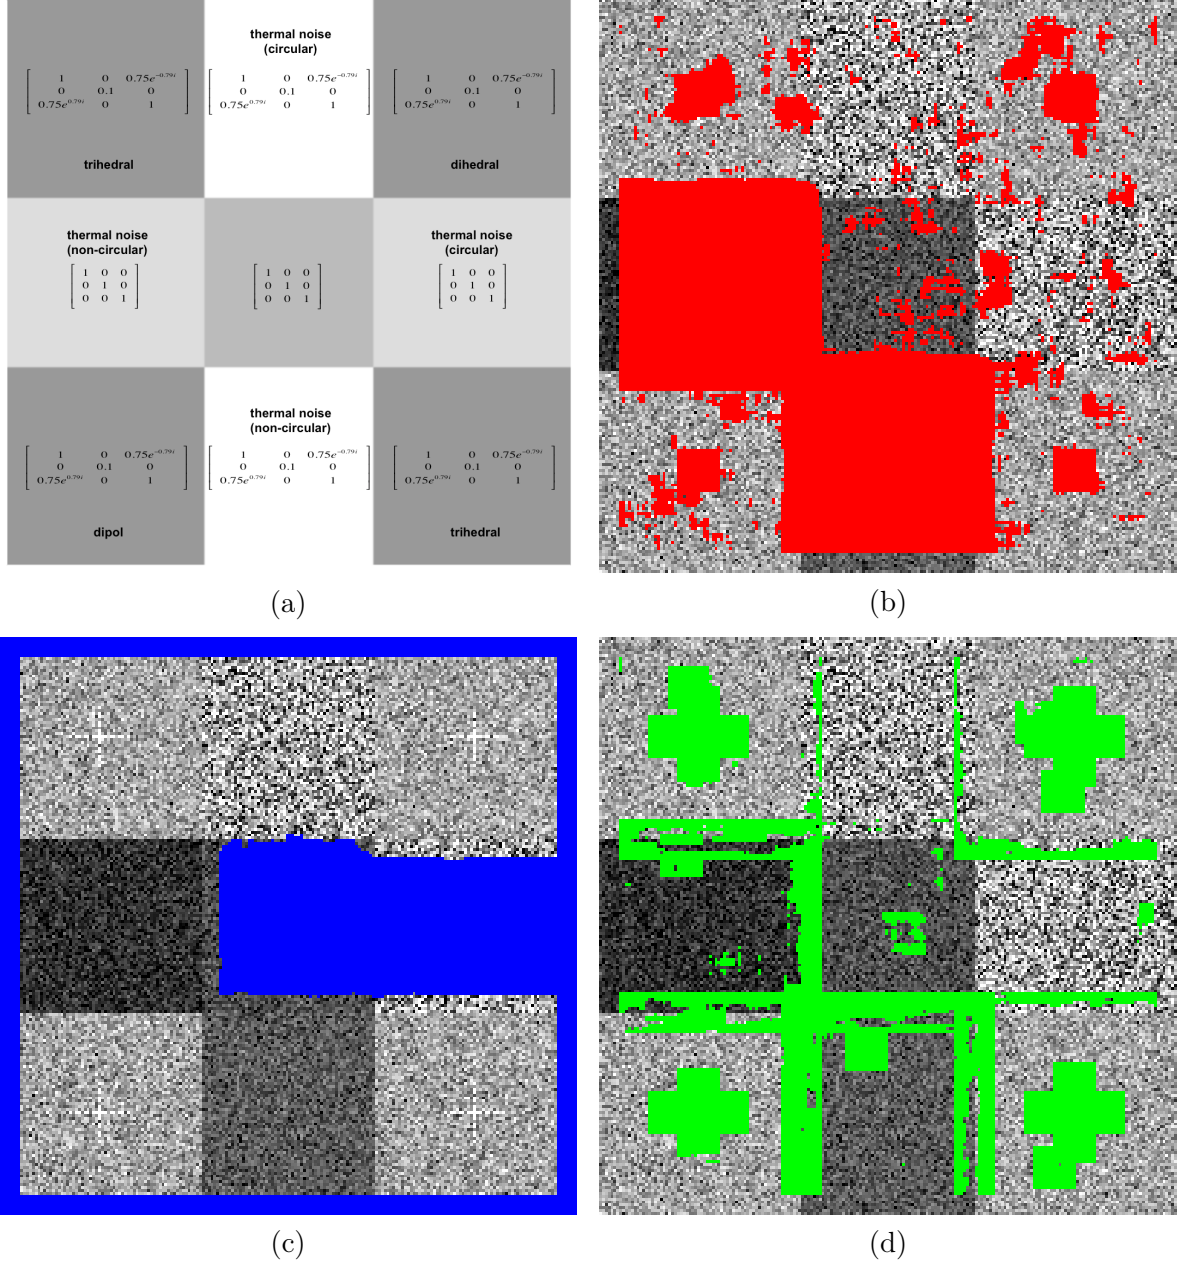 thermal noise
(circular)
1 0 0.75e^{-0.79i} 1 0 0.75e^{-0.79i} 1 0 0.75e^{-0.79i}
0 0.1 0 0 0.1 0 0 0.1 0
0.75e^{0.79i} 0 1 0.75e^{0.79i} 0 1 0.75e^{0.79i} 0 1
trihedral dihedral
thermal noise thermal noise
(non-circular) (circular)
1 0 0 1 0 0 1 0 0
0 1 0 0 1 0 0 1 0
0 0 1 0 0 1 0 0 1
thermal noise
(non-circular)
1 0 0.75e^{-0.79i} 1 0 0.75e^{-0.79i} 1 0 0.75e^{-0.79i}
0 0.1 0 0 0.1 0 0 0.1 0
0.75e^{0.79i} 0 1 0.75e^{0.79i} 0 1 0.75e^{0.79i} 0 1
dipol trihedral
(a) (b)
(c) (d)